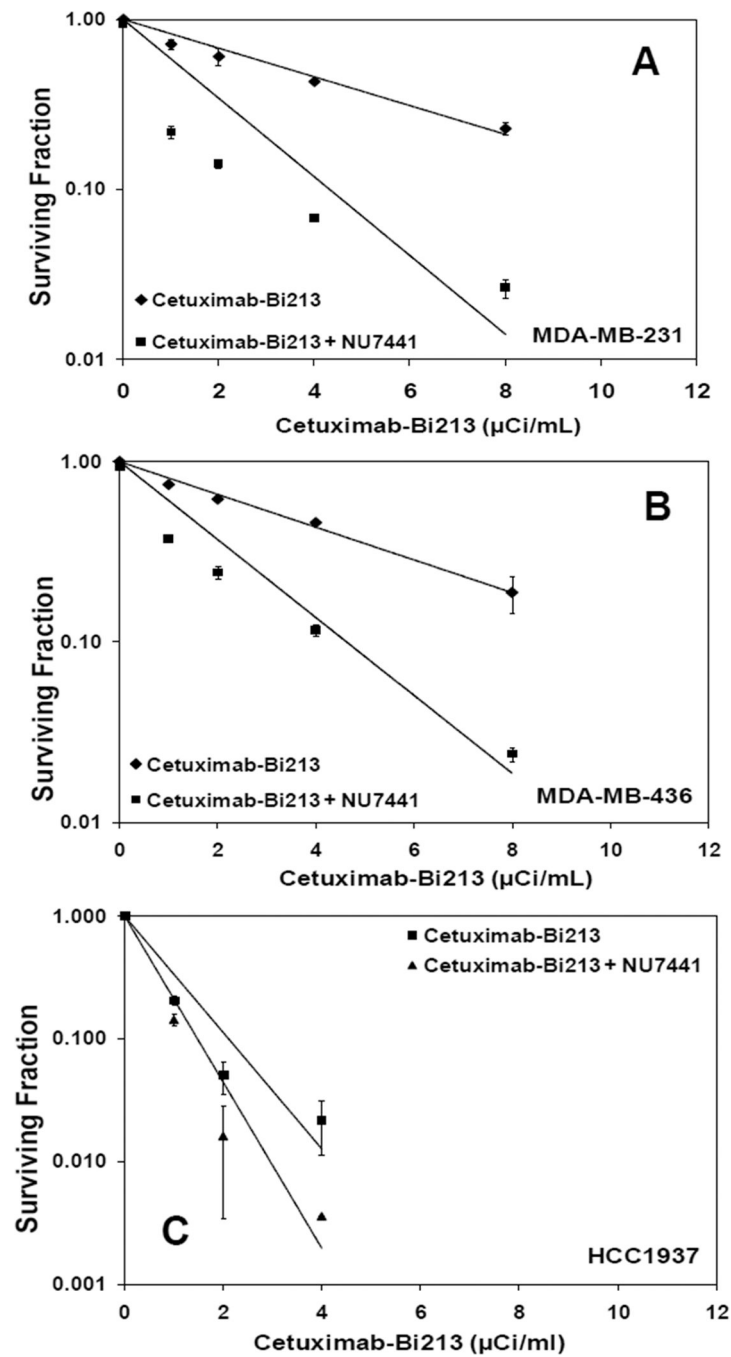 1.00
A
0.10
Surviving Fraction
Cetuximab-Bi213
Cetuximab-Bi213 + NU7441
MDA-MB-231
0.01
0 2 4 6 8 10 12
Cetuximab-Bi213 (µCi/mL)
1.00
B
0.10
Surviving Fraction
Cetuximab-Bi213
Cetuximab-Bi213 + NU7441
MDA-MB-436
0.01
0 2 4 6 8 10 12
Cetuximab-Bi213 (µCi/mL)
1.000
Cetuximab-Bi213
Cetuximab-Bi213 + NU7441
0.100
Surviving Fraction
0.010
C
HCC1937
0.001
0 2 4 6 8 10 12
Cetuximab-Bi213 (µCi/ml)